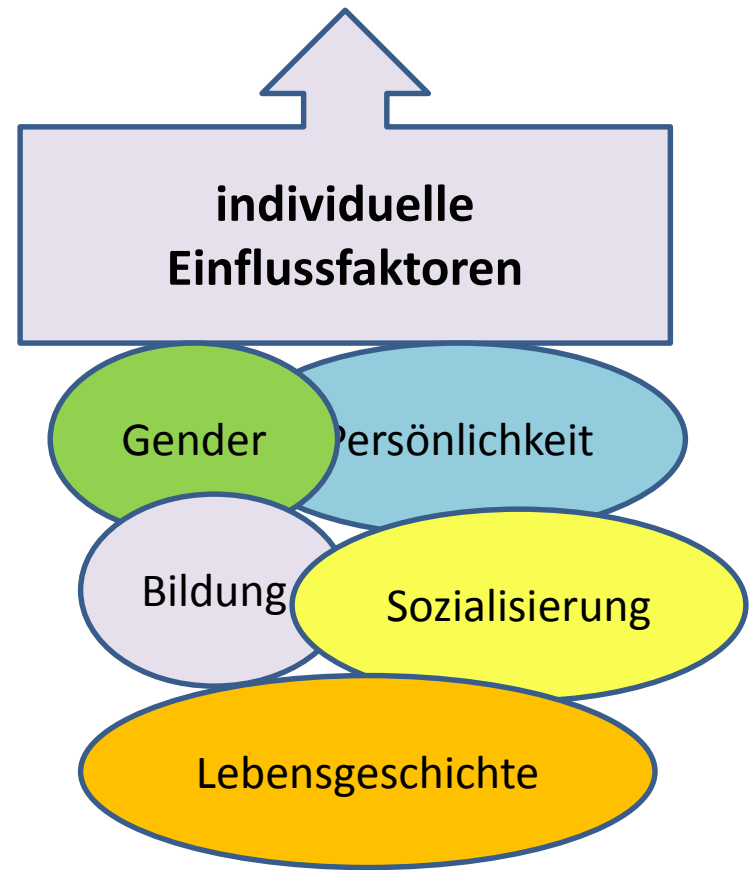 individuelle
Einflussfaktoren
Gender
Persönlichkeit
Bildung
Sozialisierung
Lebensgeschichte